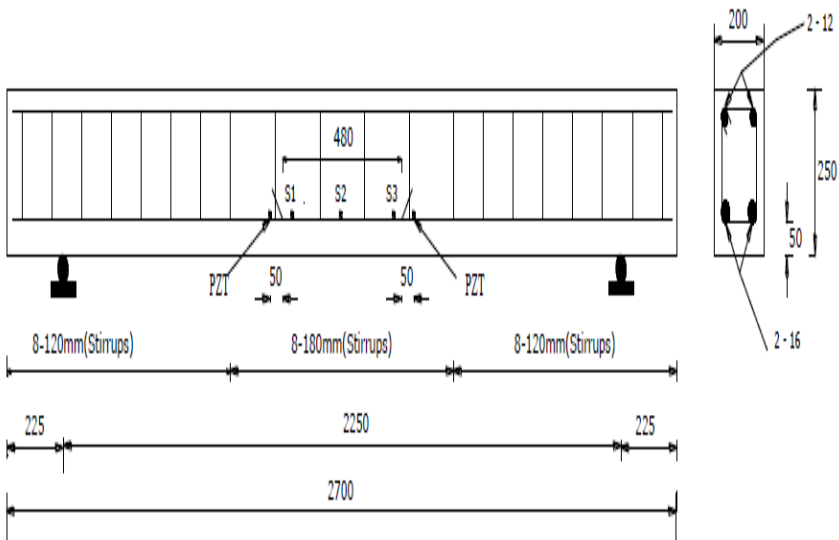 200
2 - 12
480
S1
S2
S3
250
50
PZT
50
50
PZT
2 - 16
8-120mm(Stirrups)
8-180mm(Stirrups)
8-120mm(Stirrups)
225
2250
225
2700